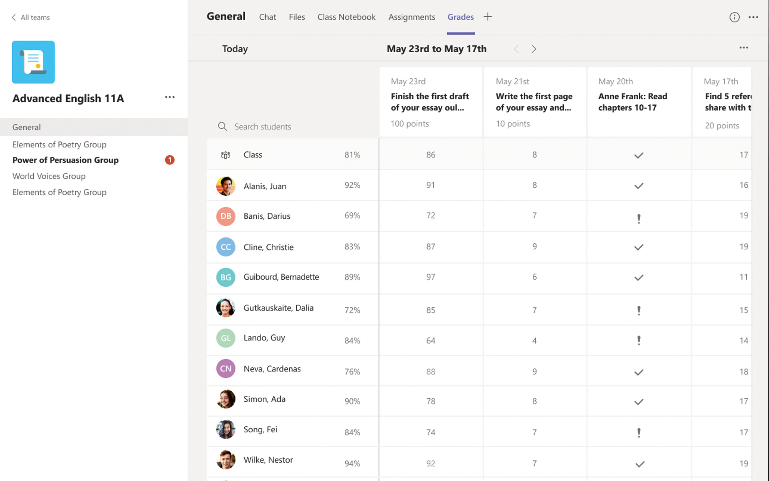 All teams
General Chat Files Class Notebook Assignments Grades
Today May 23rd to May 17th
Advanced English 11A
General
Elements of Poetry Group
Power of Persuasion Group 1
World Voices Group
Elements of Poetry Group
May 23rd May 21st May 20th May 17th
Finish the first draft Write the first page Anne Frank: Read Find 5
of your essay oul... of your essay and... chapters 10-17 share with
100 points 10 points 20 points
Search students
Class 81% 86 8 17
Alanis, Juan 92% 91 8 16
DB Banis, Darius 69% 72 7 ! 19
CC Cline, Christie 83% 87 9 19
BG Guibourd, Bernadette 89% 97 6 11
Gutkauskaite, Dalia 72% 85 7 ! 15
GL Lando, Guy 84% 64 4 ! 14
CN Neva, Cardenas 76% 88 9 18
Simon, Ada 90% 78 8 17
Song, Fei 84% 74 7 ! 17
Wilke, Nestor 94% 92 7 19